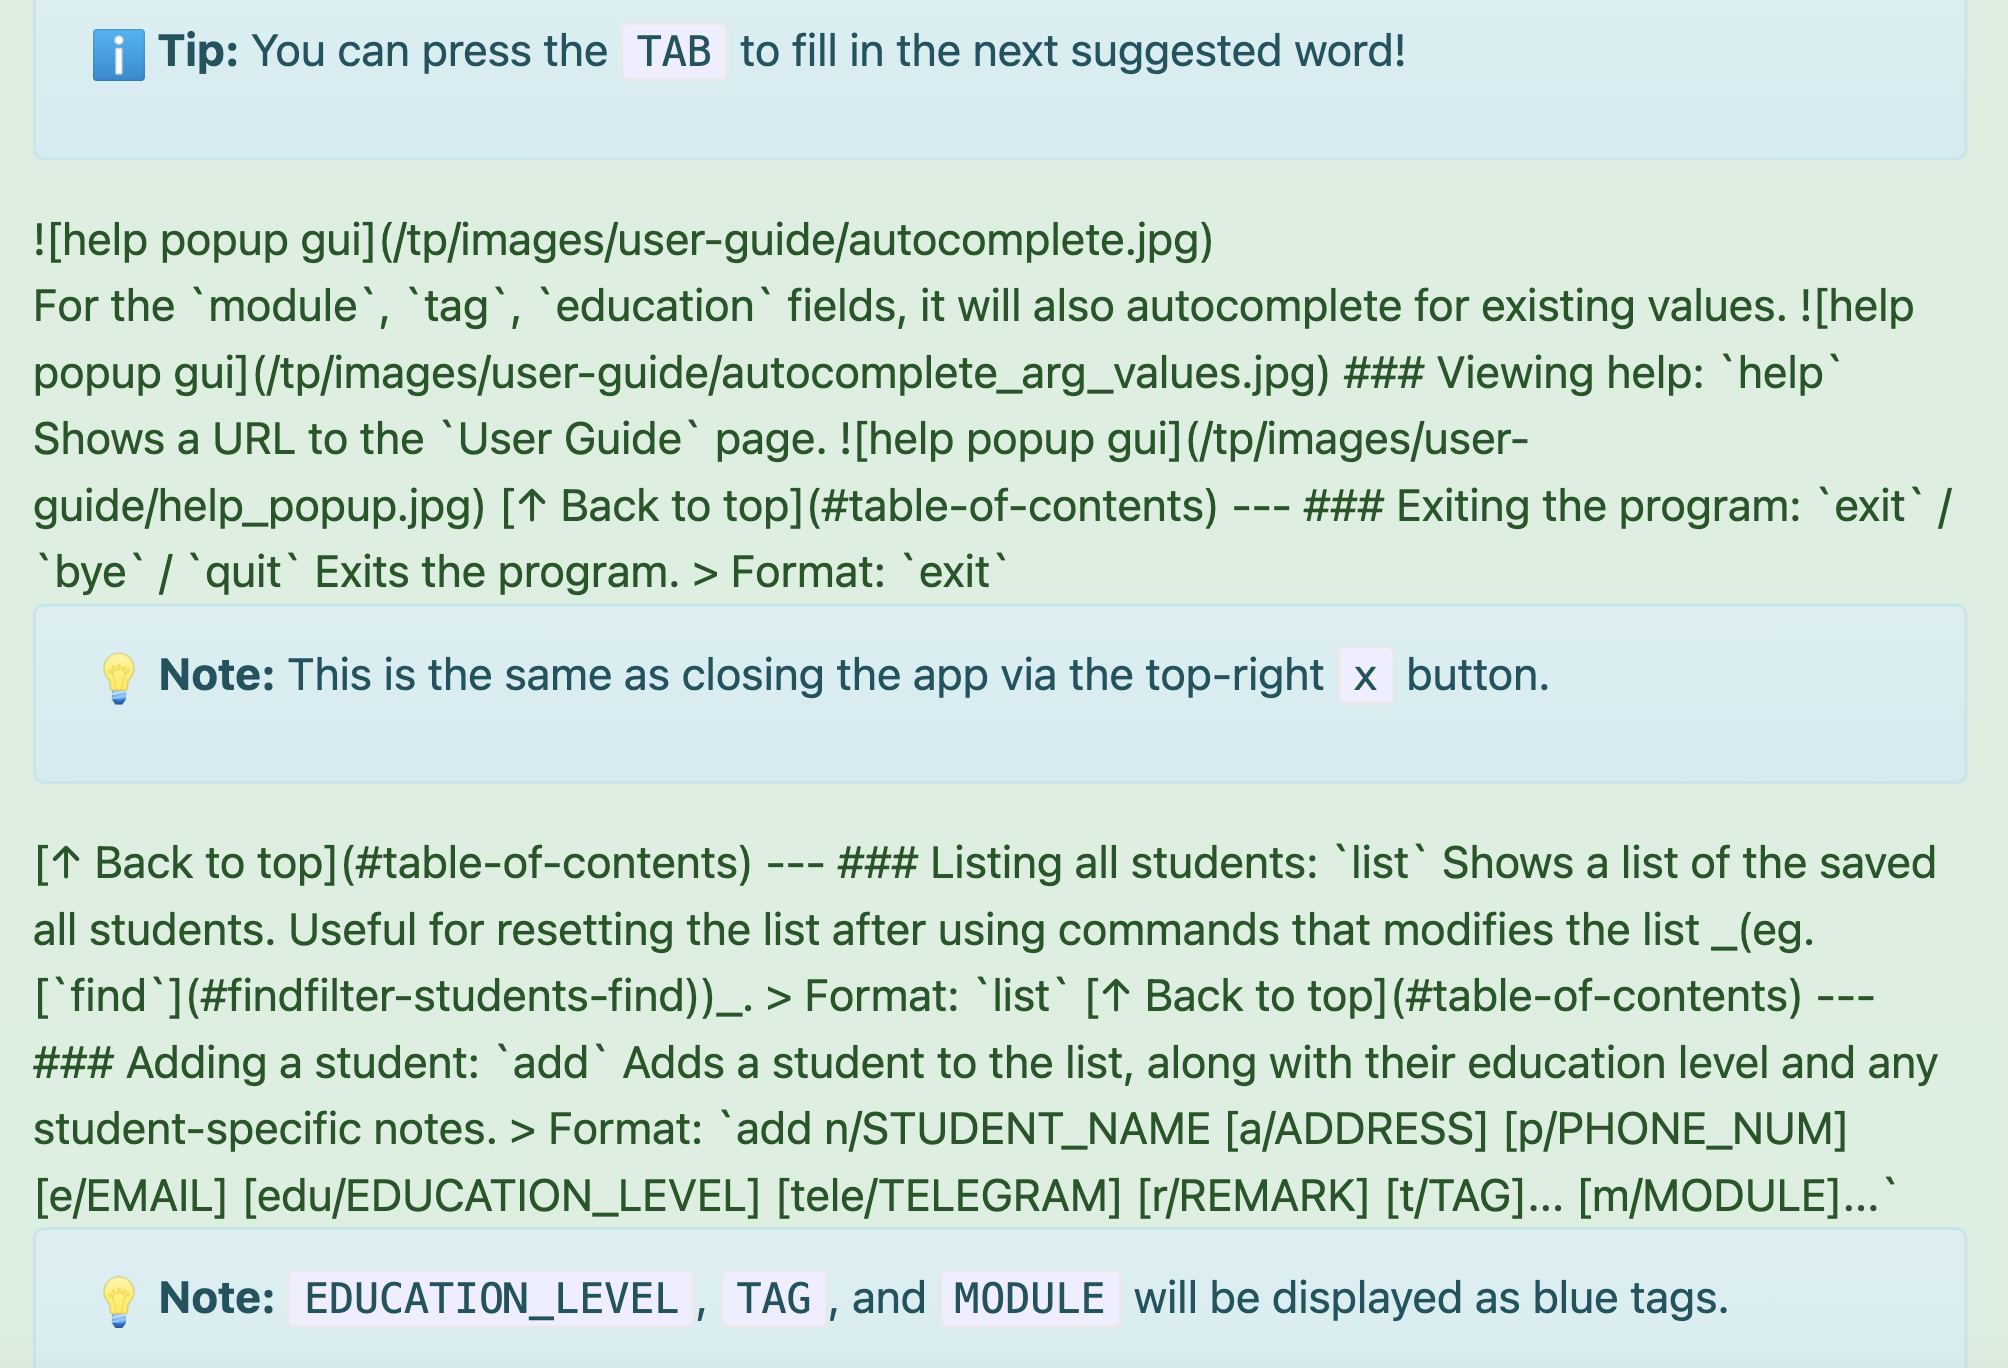 Tip: You can press the TAB to fill in the next suggested word!
![help popup gui](/tp/images/user-guide/autocomplete.jpg)
For the `module`, `tag`, `education` fields, it will also autocomplete for existing values. ![help
popup gui](/tp/images/user-guide/autocomplete_arg_values.jpg) ### Viewing help: `help`
Shows a URL to the `User Guide` page. ![help popup gui](/tp/images/user-
guide/help_popup.jpg) [↑ Back to top](#table-of-contents) --- ### Exiting the program: `exit` /
`bye` / `quit` Exits the program. > Format: `exit`
Note: This is the same as closing the app via the top-right x button.
[↑ Back to top](#table-of-contents) --- ### Listing all students: `list` Shows a list of the saved
all students. Useful for resetting the list after using commands that modifies the list _(eg.
[`find`](#findfilter-students-find))_. > Format: `list` [↑ Back to top](#table-of-contents) ---
### Adding a student: `add` Adds a student to the list, along with their education level and any
student-specific notes. > Format: `add n/STUDENT_NAME [a/ADDRESS] [p/PHONE_NUM]
[e/EMAIL] [edu/EDUCATION_LEVEL] [tele/TELEGRAM] [r/REMARK] [t/TAG]... [m/MODULE]...`
Note: EDUCATION_LEVEL, TAG, and MODULE will be displayed as blue tags.